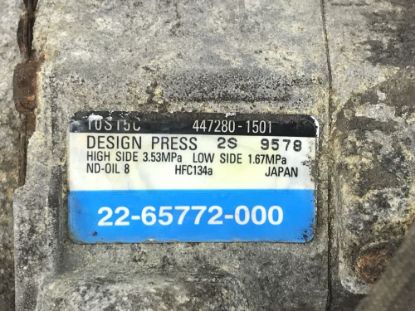 10S15C 447280-1501
DESIGN PRESS 2S 9578
HIGH SIDE 3.53MPa LOW SIDE 1.67MPa
ND-OIL 8 HFC134a JAPAN
22-65772-000